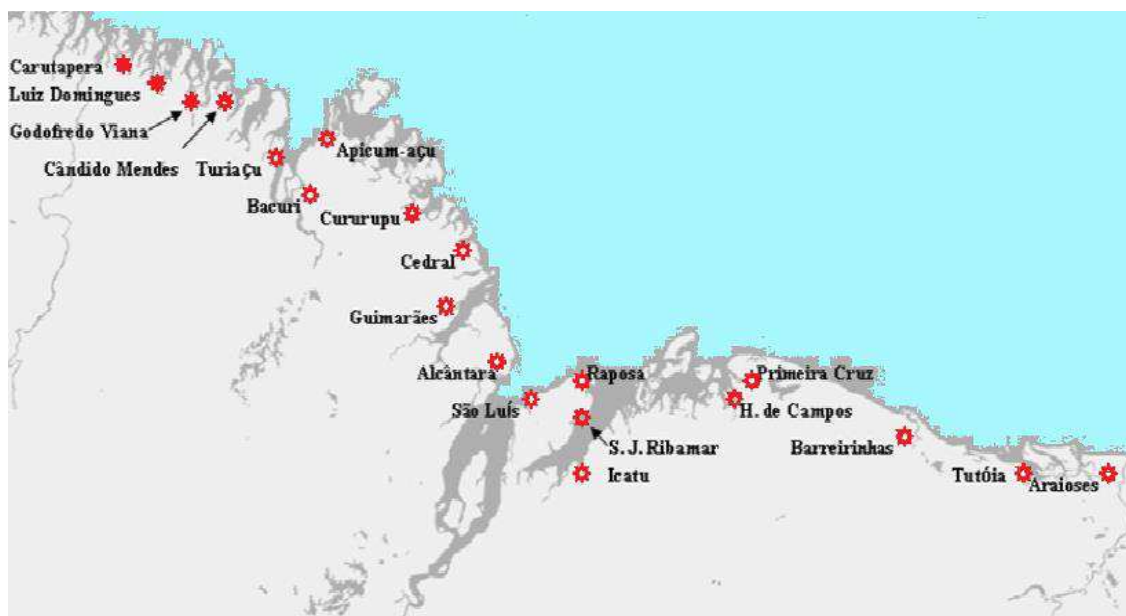 Carutapera
Luiz Domingues
Godofredo Viana
Cândido Mendes
Turiaçu
Apicum-açu
Bacuri
Cururupu
Cedral
Guimarães
Alcântara
Raposa
Primeira Cruz
São Luís
H. de Campos
S. J. Ribamar
Barreirinhas
Icatu
Tutóia
Araioses